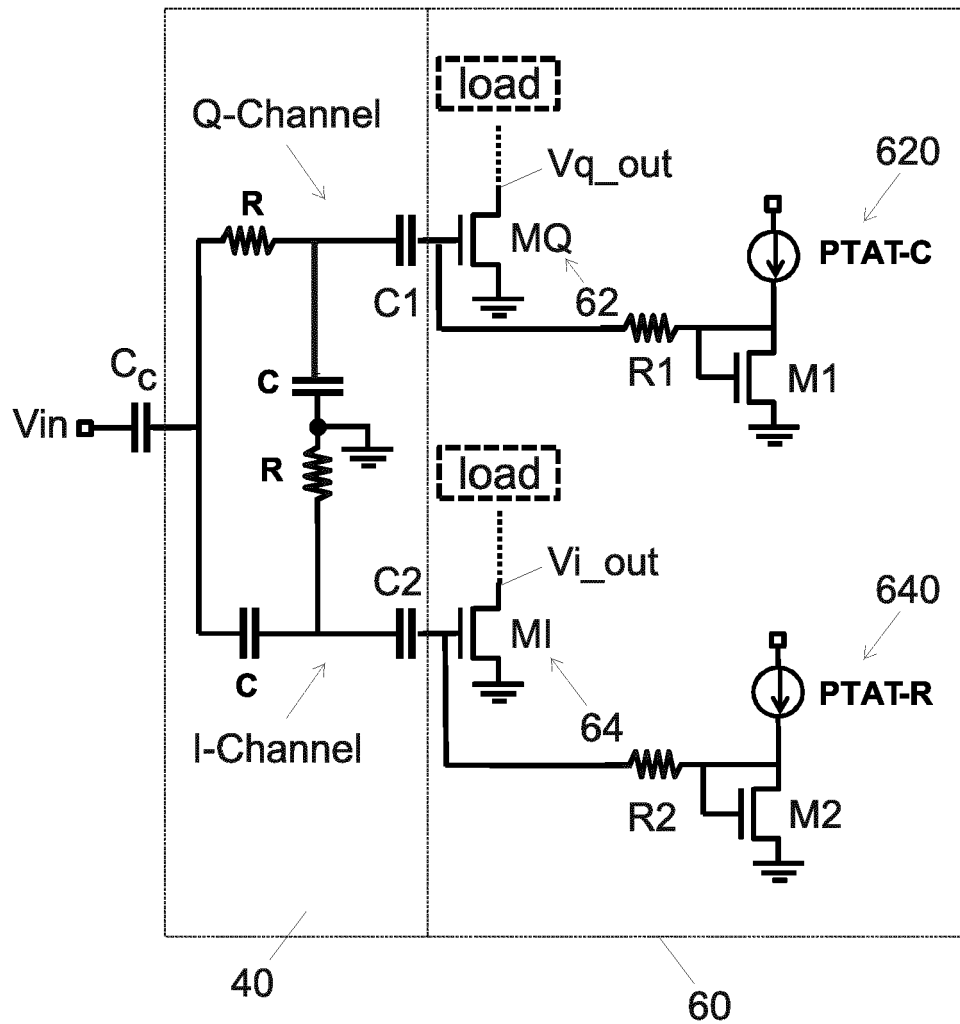 load
Q-Channel
620
Vq_out
R
MQ
PTAT-C
C1
62
R1
M1
CC
C
Vin
R
load
C2
Vi_out
640
MI
C
PTAT-R
64
I-Channel
R2
M2
40
60